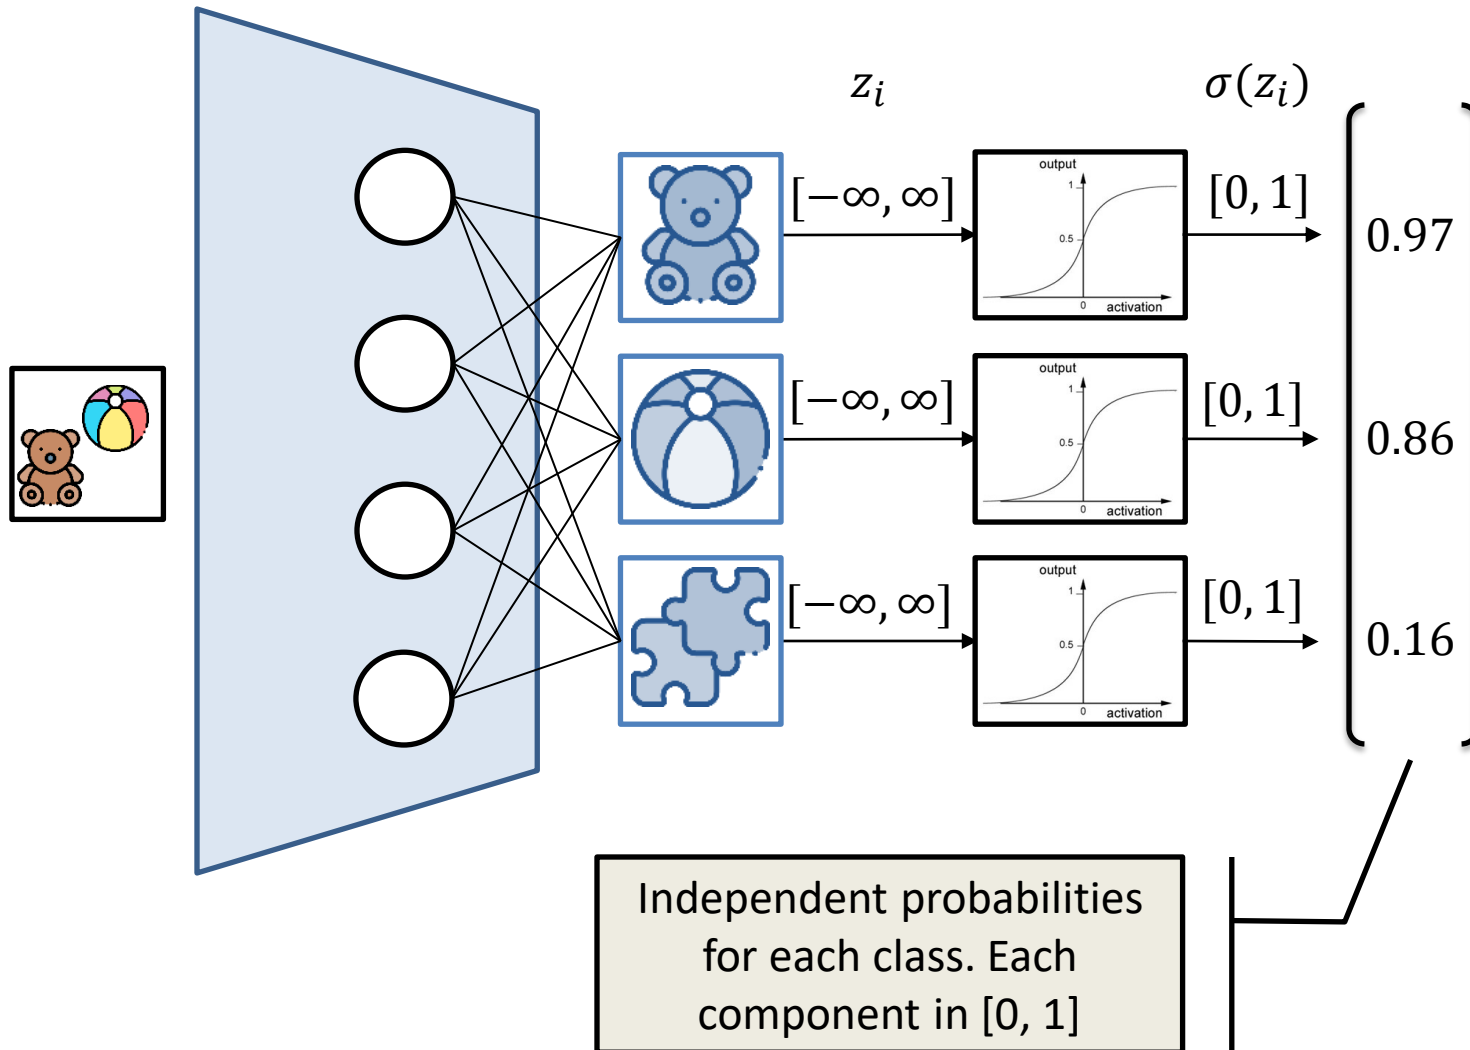 z_i
σ(z_i)
output
1
0.5
0
activation
[−∞, ∞]
[0, 1]
0.97
output
1
0.5
0
activation
[−∞, ∞]
[0, 1]
0.86
output
1
0.5
0
activation
[−∞, ∞]
[0, 1]
0.16
Independent probabilities
for each class. Each
component in [0, 1]